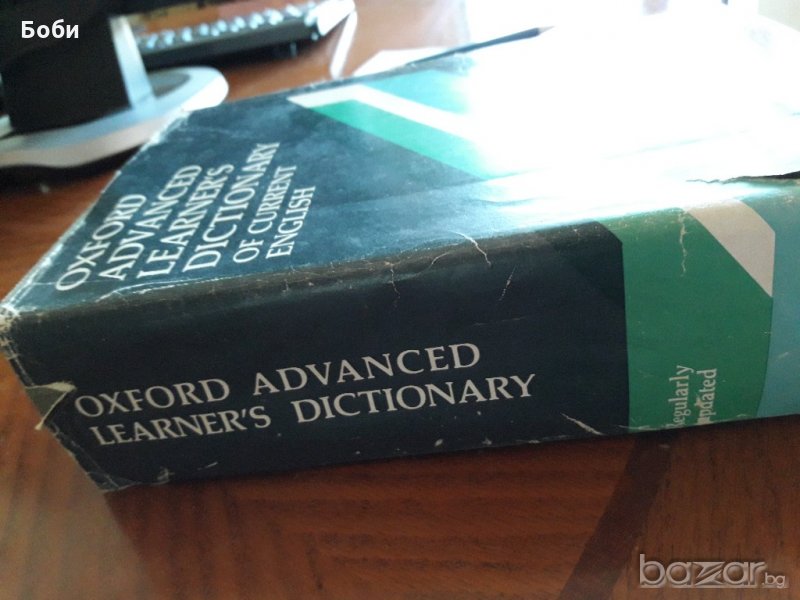 Боби
OXFORD
ADVANCED
LEARNER'S
DICTIONARY
OF CURRENT
ENGLISH
OXFORD ADVANCED
LEARNER'S DICTIONARY
Regularly
updated
bazar.bg